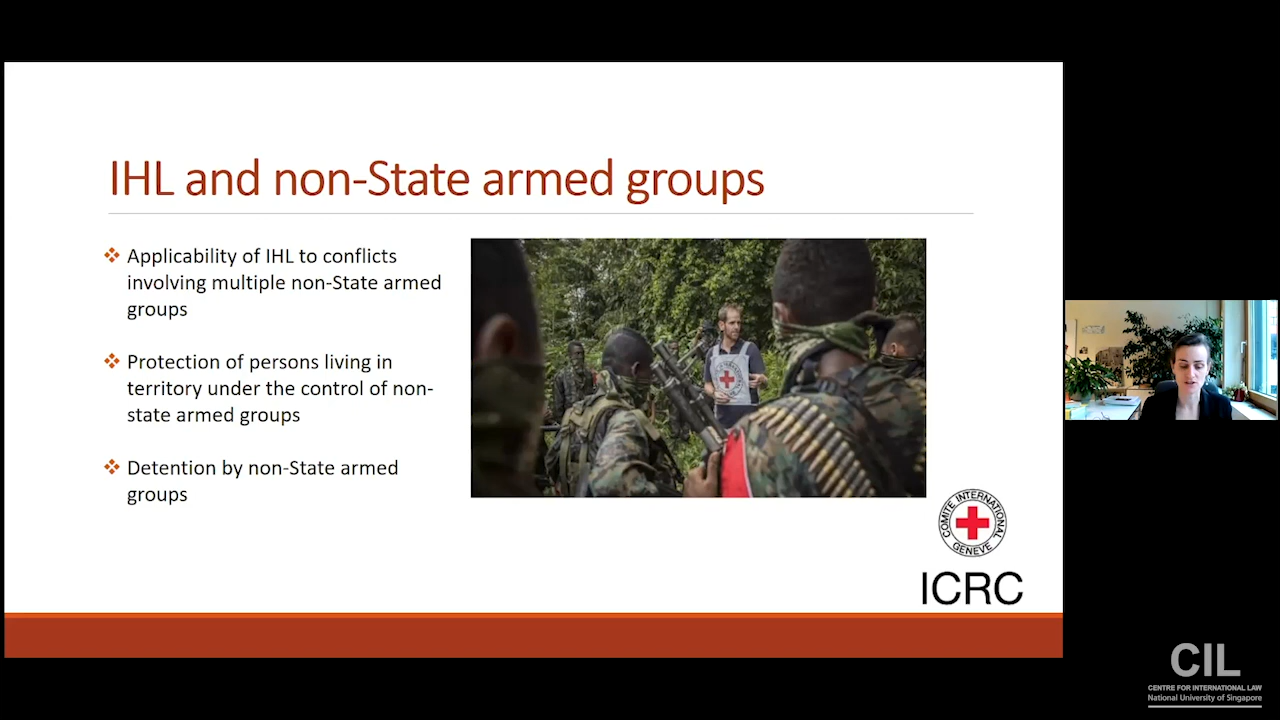 IHL and non-State armed groups
Applicability of IHL to conflicts
involving multiple non-State armed
groups
Protection of persons living in
territory under the control of non-
state armed groups
Detention by non-State armed
groups
COMITE INTERNATIONAL
GENEVE
ICRC
CIL
CENTRE FOR INTERNATIONAL LAW
National University of Singapore